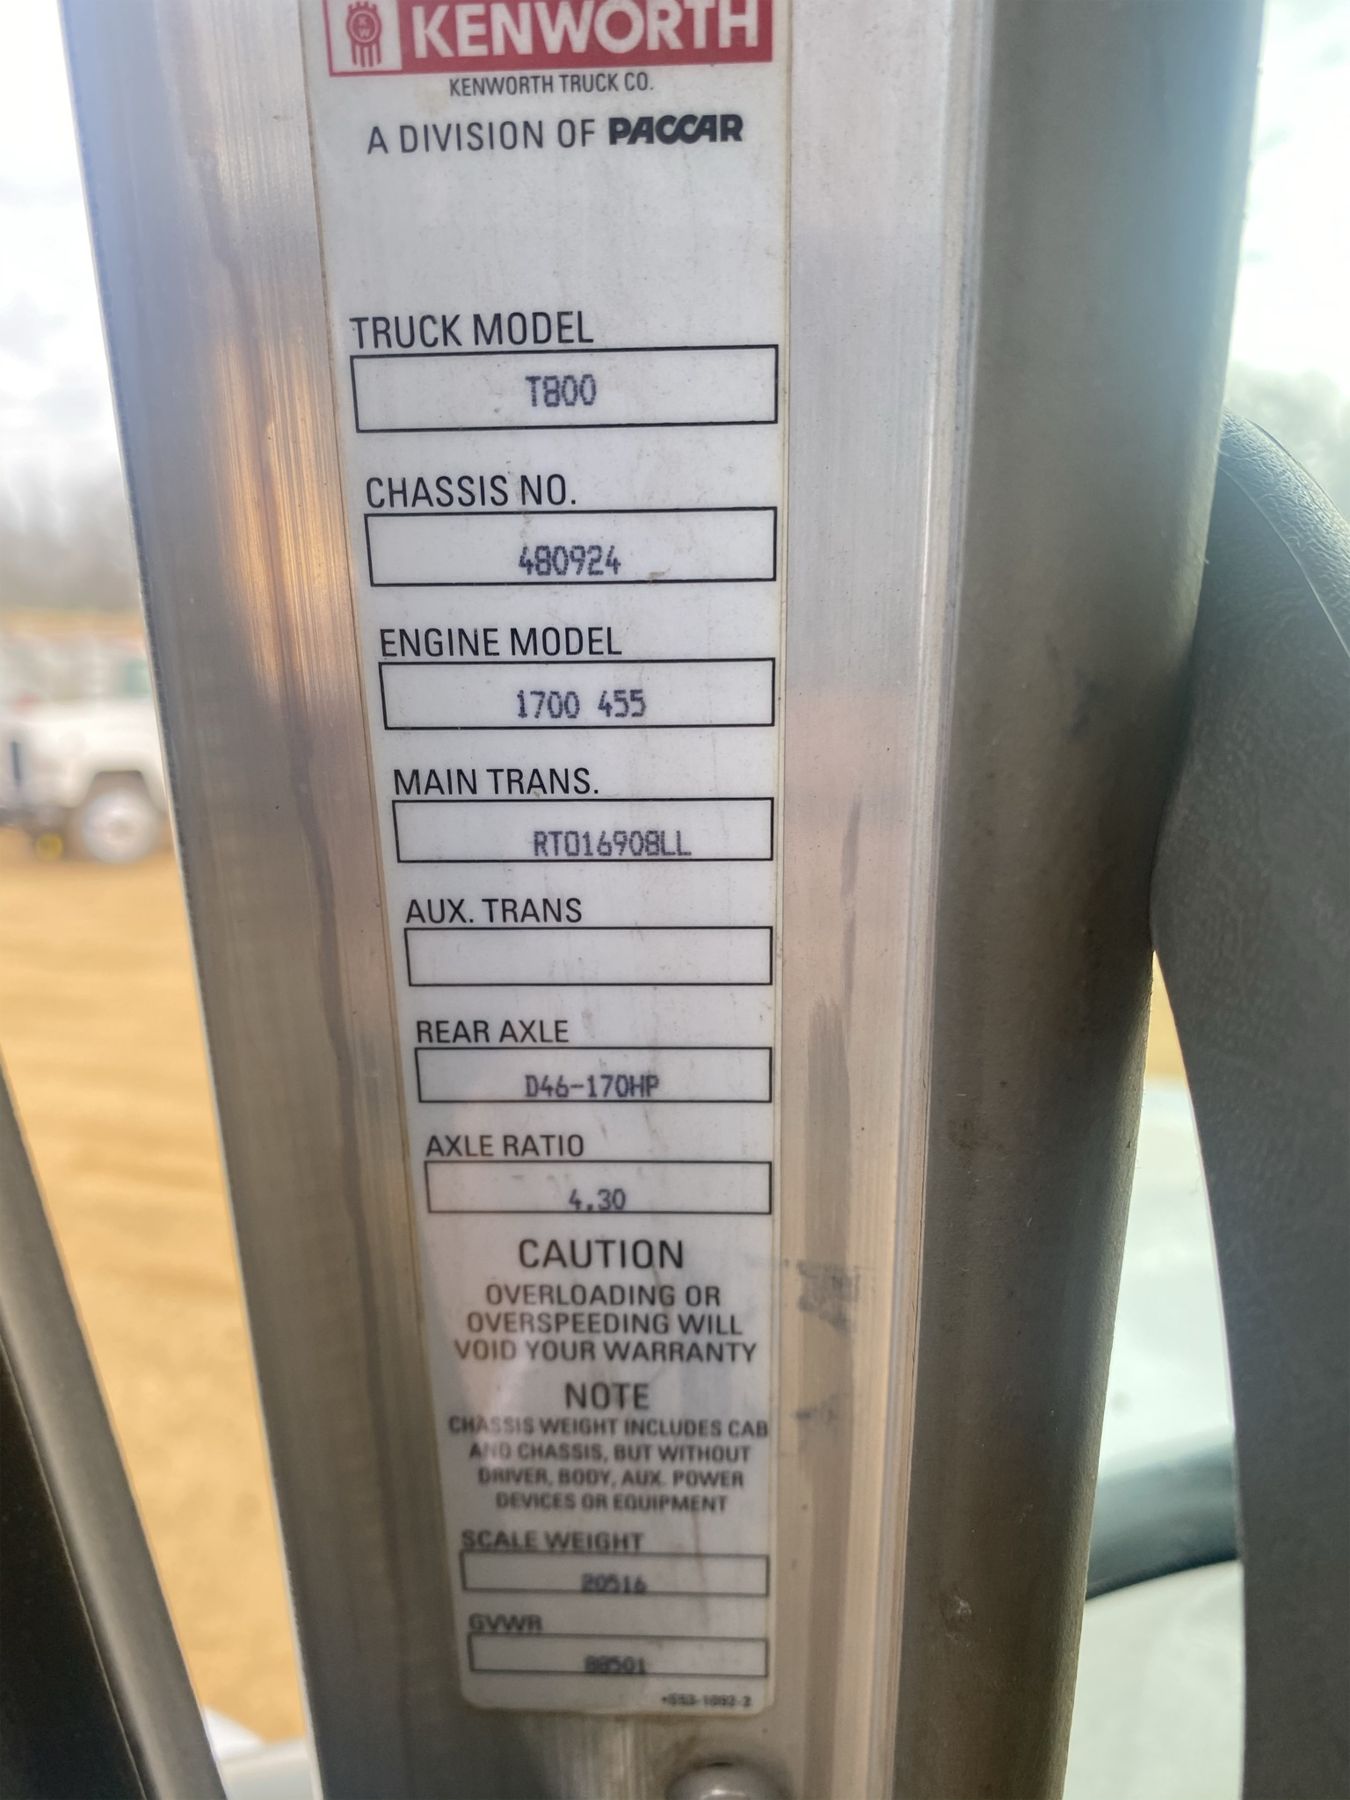 KENWORTH
KENWORTH TRUCK CO.
A DIVISION OF PACCAR
TRUCK MODEL
T800
CHASSIS NO.
480924
ENGINE MODEL
1700 455
MAIN TRANS.
RTO16908LL
AUX. TRANS
REAR AXLE
D46-170HP
AXLE RATIO
4.30
CAUTION
OVERLOADING OR
OVERSPEEDING WILL
VOID YOUR WARRANTY
NOTE
CHASSIS WEIGHT INCLUDES CAB
AND CHASSIS, BUT WITHOUT
DRIVER, BODY, AUX. POWER
DEVICES OR EQUIPMENT
SCALE WEIGHT
20516
GVWR